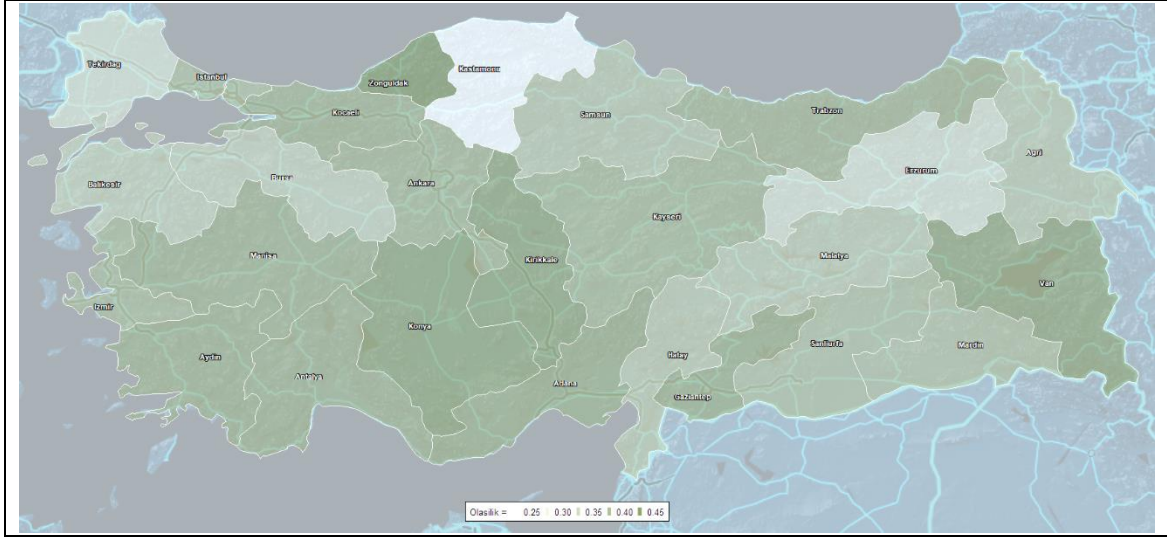 Tekirdag
Istanbul
Zonguldak
Kastamonu
Kocaeli
Samsun
Trabzon
Agri
Balikesir
Bursa
Ankara
Erzurum
Kayseri
Manisa
Kirikkale
Malatya
Van
Izmir
Konya
Aydin
Antalya
Hatay
Sanliurfa
Mardin
Adana
Gaziantep
Olasilik = 0.25 0.30 0.35 0.40 0.45